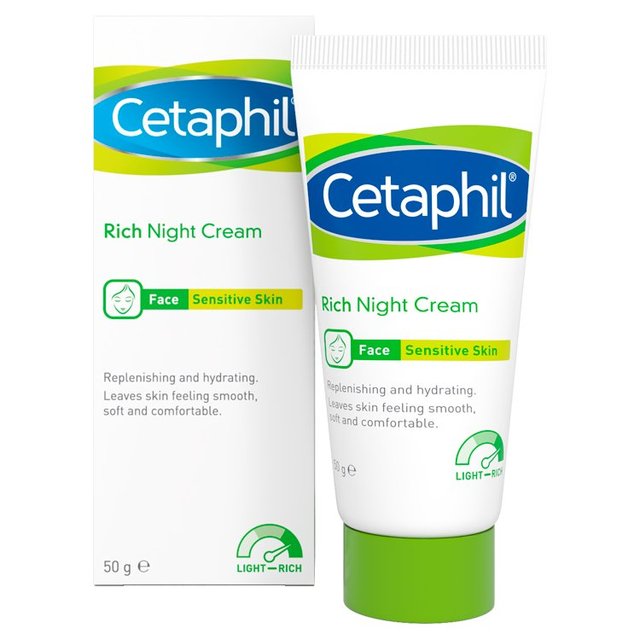 Cetaphil®
Rich Night Cream
Face Sensitive Skin
Replenishing and hydrating.
Leaves skin feeling smooth,
soft and comfortable.
50 g ℮
LIGHT–RICH
Cetaphil®
Rich Night Cream
Face Sensitive Skin
Replenishing and hydrating.
Leaves skin feeling smooth,
soft and comfortable.
50 g ℮
LIGHT–RICH